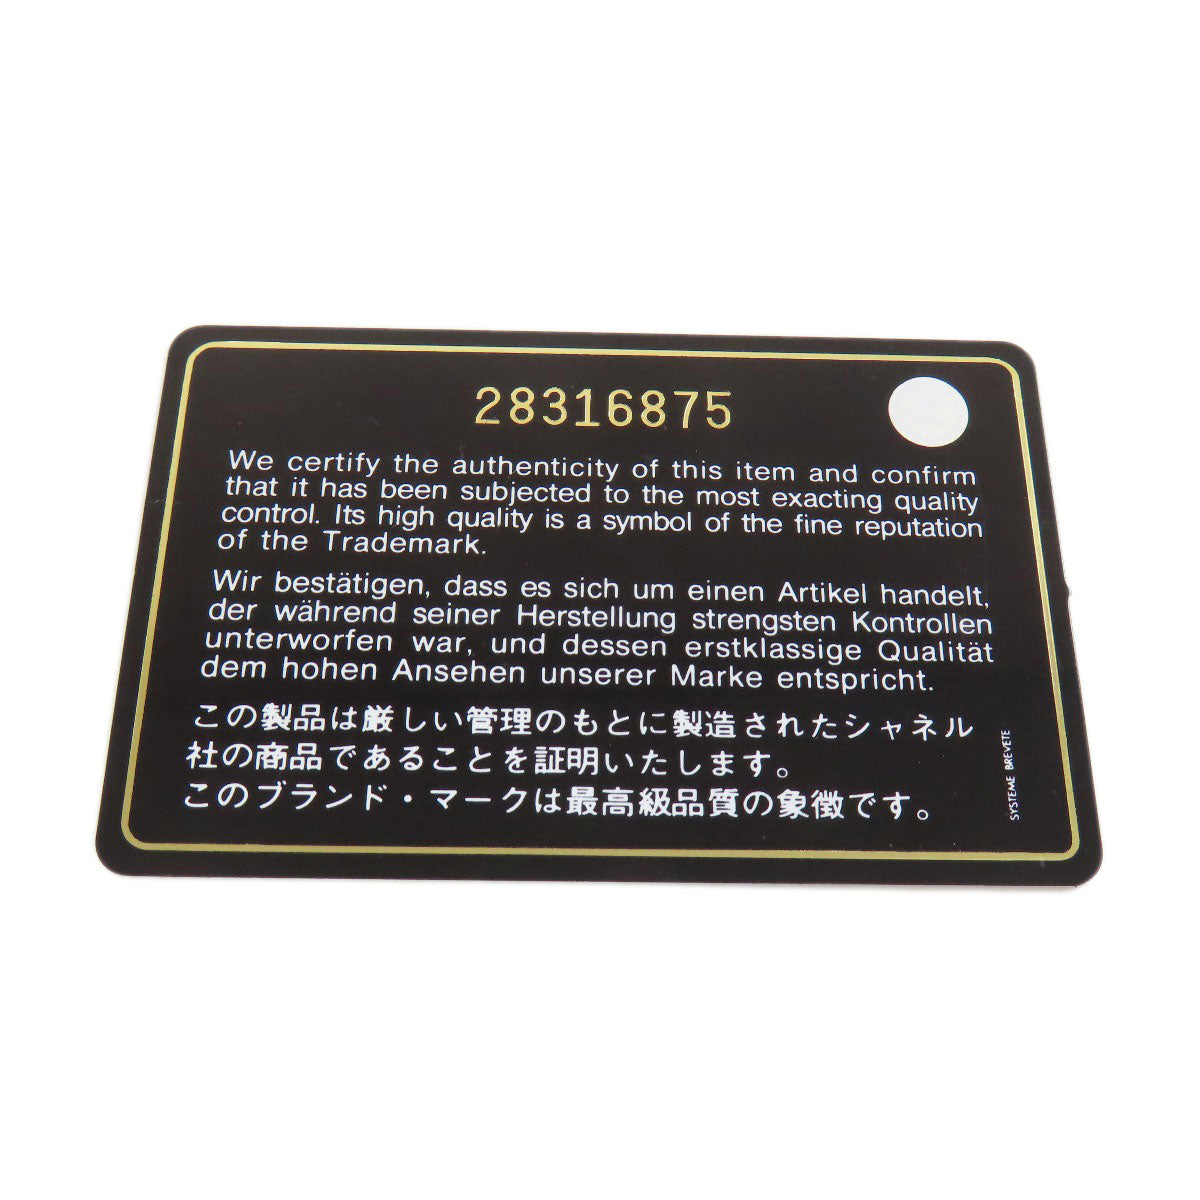 28316875
We certify the authenticity of this item and confirm
that it has been subjected to the most exacting quality
control. Its high quality is a symbol of the fine reputation
of the Trademark.
Wir bestätigen, dass es sich um einen Artikel handelt,
der während seiner Herstellung strengsten Kontrollen
unterworfen war, und dessen erstklassige Qualität
dem hohen Ansehen unserer Marke entspricht.
この製品は厳しい管理のもとに製造されたシャネル
社の商品であることを証明いたします。
このブランド・マークは最高級品質の象徴です。
SYSTEME BREVETE